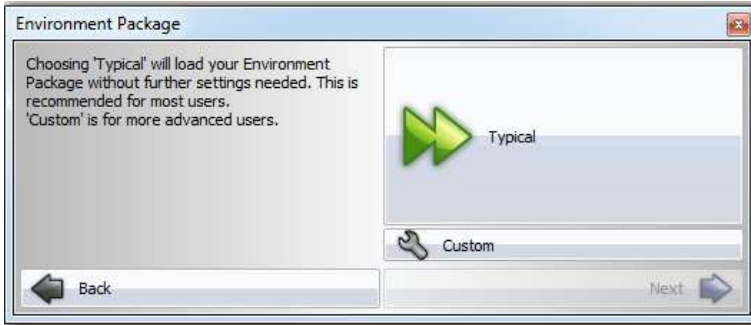 Environment Package
Choosing 'Typical' will load your Environment
Package without further settings needed. This is
recommended for most users.
'Custom' is for more advanced users.
Typical
Custom
Back
Next